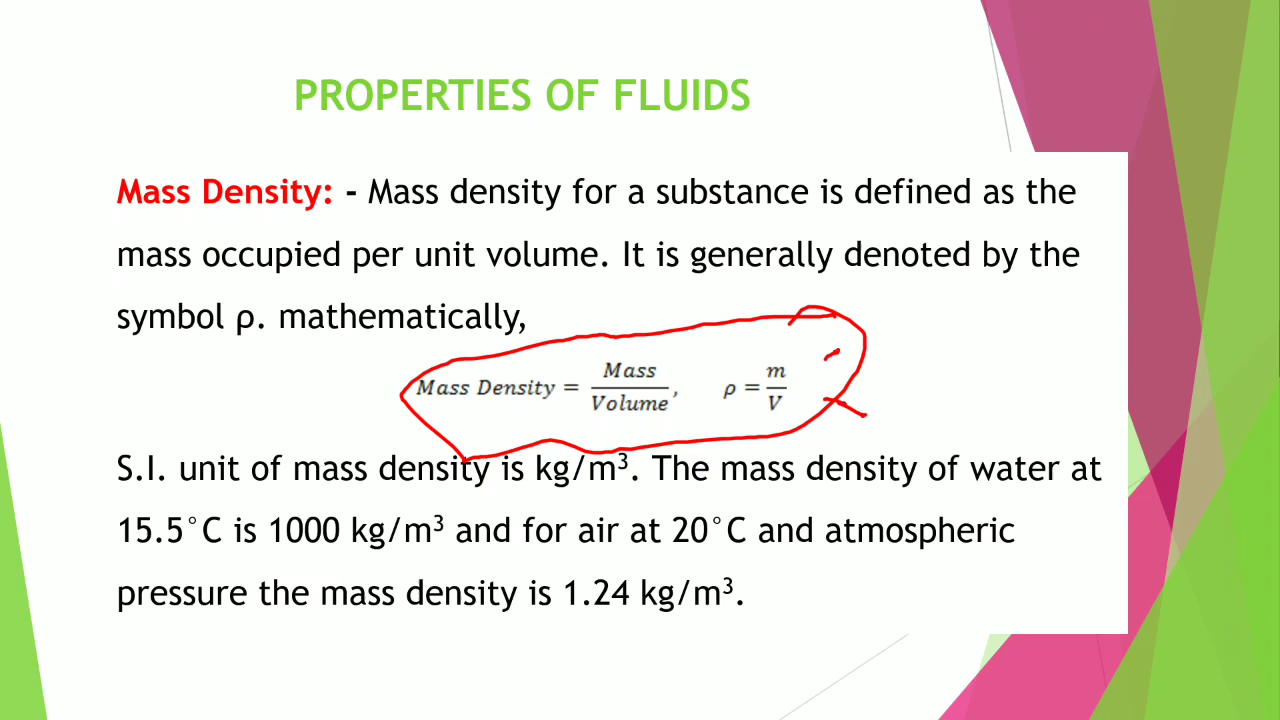 PROPERTIES OF FLUIDS
Mass Density: - Mass density for a substance is defined as the
mass occupied per unit volume. It is generally denoted by the
symbol ρ. mathematically,
Mass Density = Mass / Volume, ρ = m / V
S.I. unit of mass density is kg/m³. The mass density of water at
15.5°C is 1000 kg/m³ and for air at 20°C and atmospheric
pressure the mass density is 1.24 kg/m³.